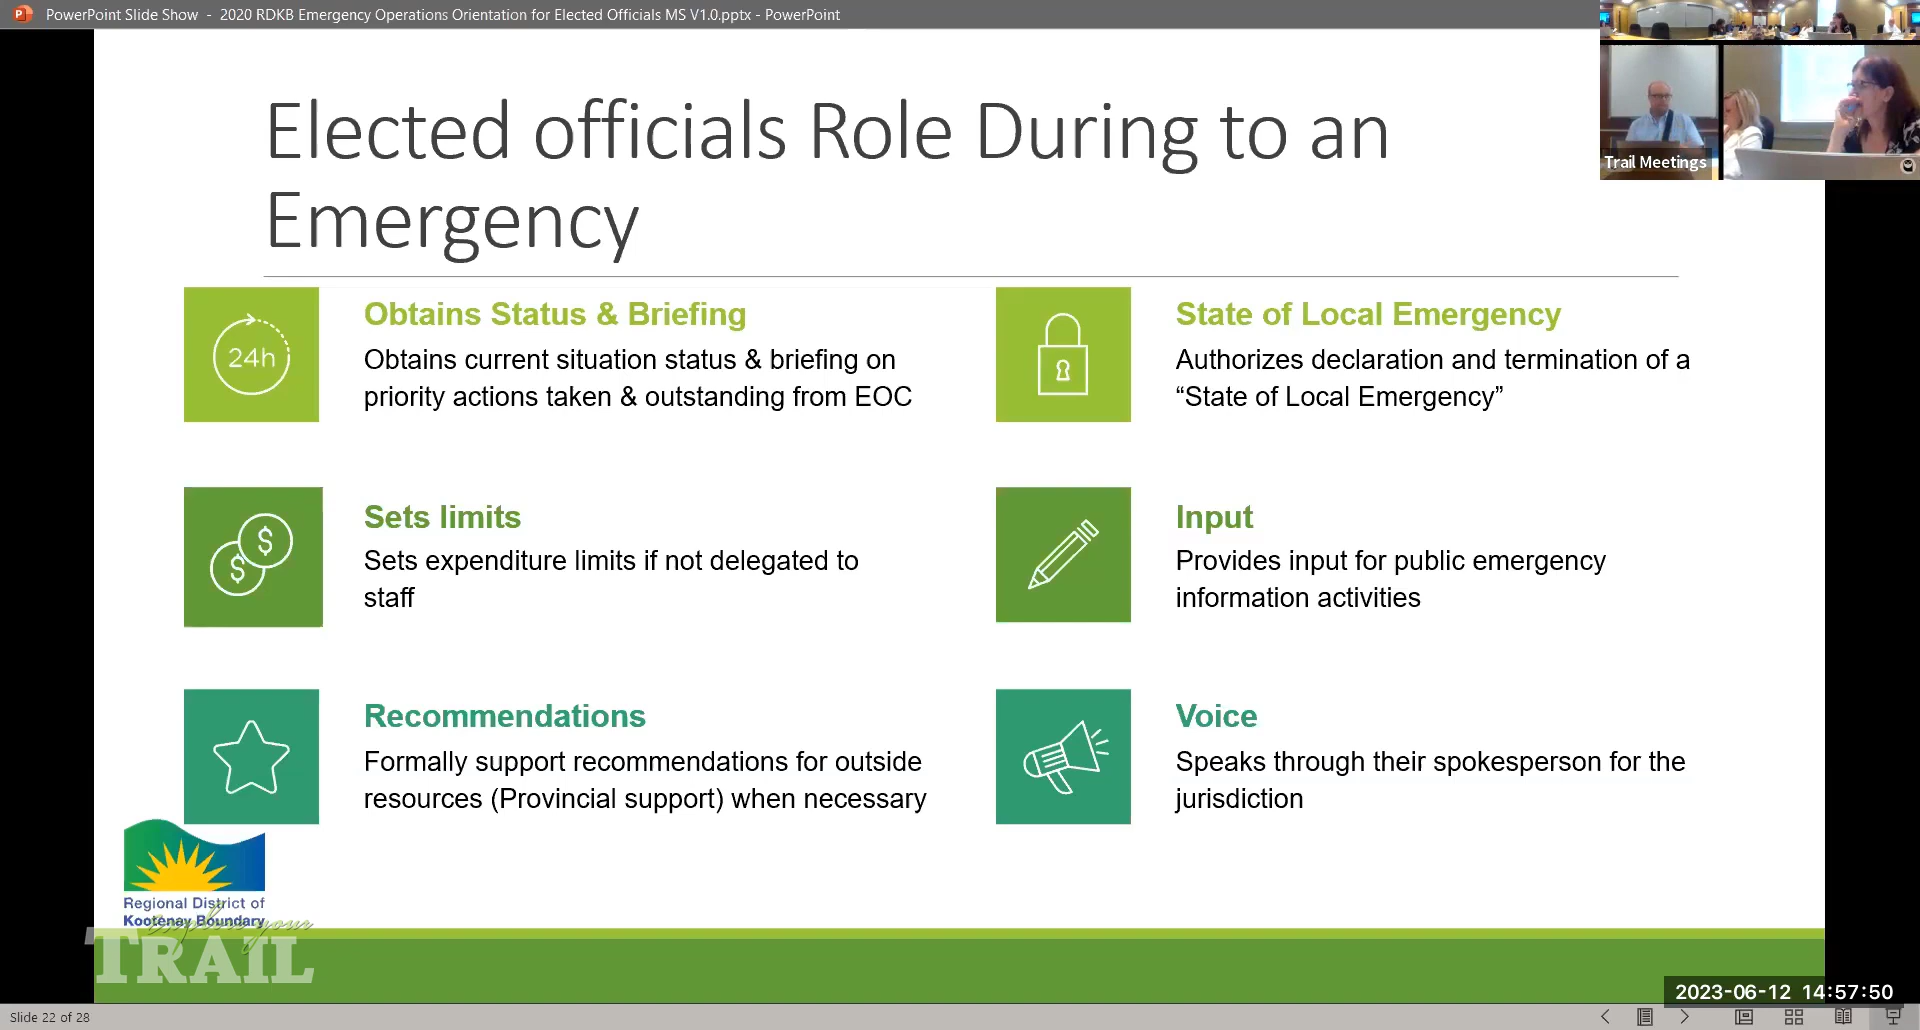 PowerPoint Slide Show - 2020 RDKB Emergency Operations Orientation for Elected Officials MS V1.0.pptx - PowerPoint
Trail Meetings
Elected officials Role During to an
Emergency
24h
Obtains Status & Briefing
Obtains current situation status & briefing on
priority actions taken & outstanding from EOC
State of Local Emergency
Authorizes declaration and termination of a
“State of Local Emergency”
$
$
Sets limits
Sets expenditure limits if not delegated to
staff
Input
Provides input for public emergency
information activities
Recommendations
Formally support recommendations for outside
resources (Provincial support) when necessary
Voice
Speaks through their spokesperson for the
jurisdiction
Regional District of
Kootenay Boundary
explore your
TRAIL
2023-06-12 14:57:50
Slide 22 of 28